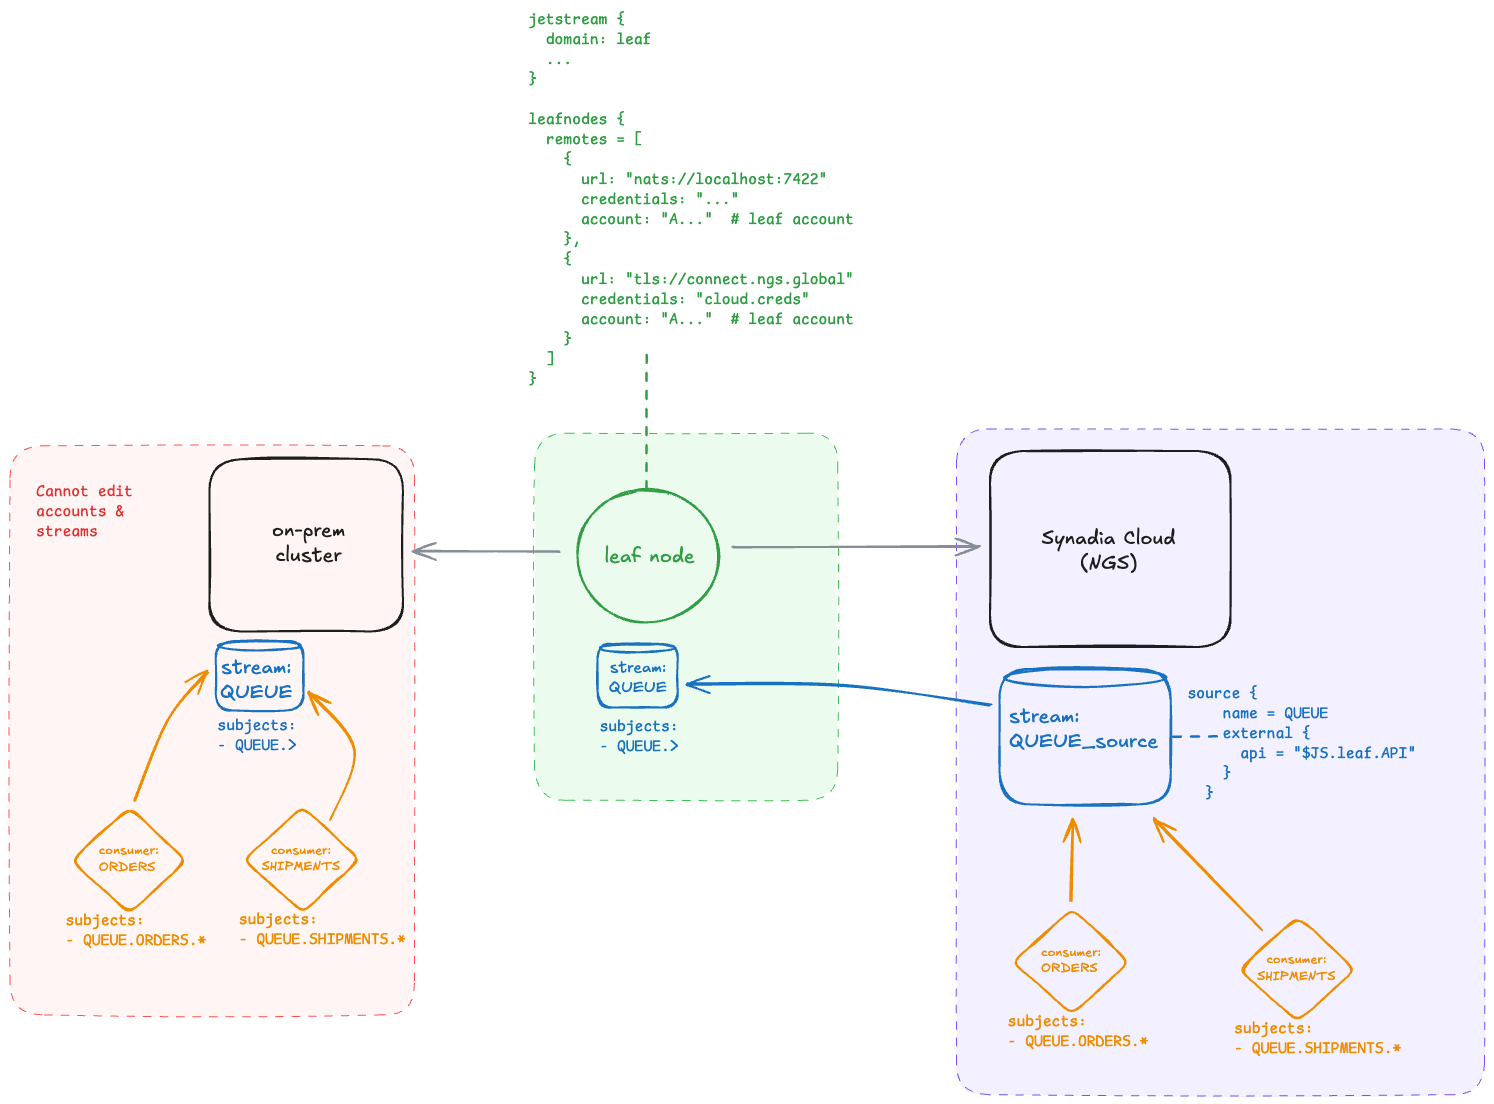 jetstream {
  domain: leaf
  ...
}
leafnodes {
  remotes = [
    {
      url: "nats://localhost:7422"
      credentials: "..."
      account: "A..."  # leaf account
    },
    {
      url: "tls://connect.ngs.global"
      credentials: "cloud.creds"
      account: "A..."  # leaf account
    }
  ]
}
Cannot edit
accounts &
streams
on-prem
cluster
stream:
QUEUE
subjects:
- QUEUE.>
consumer:
ORDERS
subjects:
- QUEUE.ORDERS.*
consumer:
SHIPMENTS
subjects:
- QUEUE.SHIPMENTS.*
leaf node
stream:
QUEUE
subjects:
- QUEUE.>
Synadia Cloud
(NGS)
stream:
QUEUE_source
source {
    name = QUEUE
    external {
      api = "$JS.leaf.API"
    }
  }
consumer:
ORDERS
subjects:
- QUEUE.ORDERS.*
consumer:
SHIPMENTS
subjects:
- QUEUE.SHIPMENTS.*